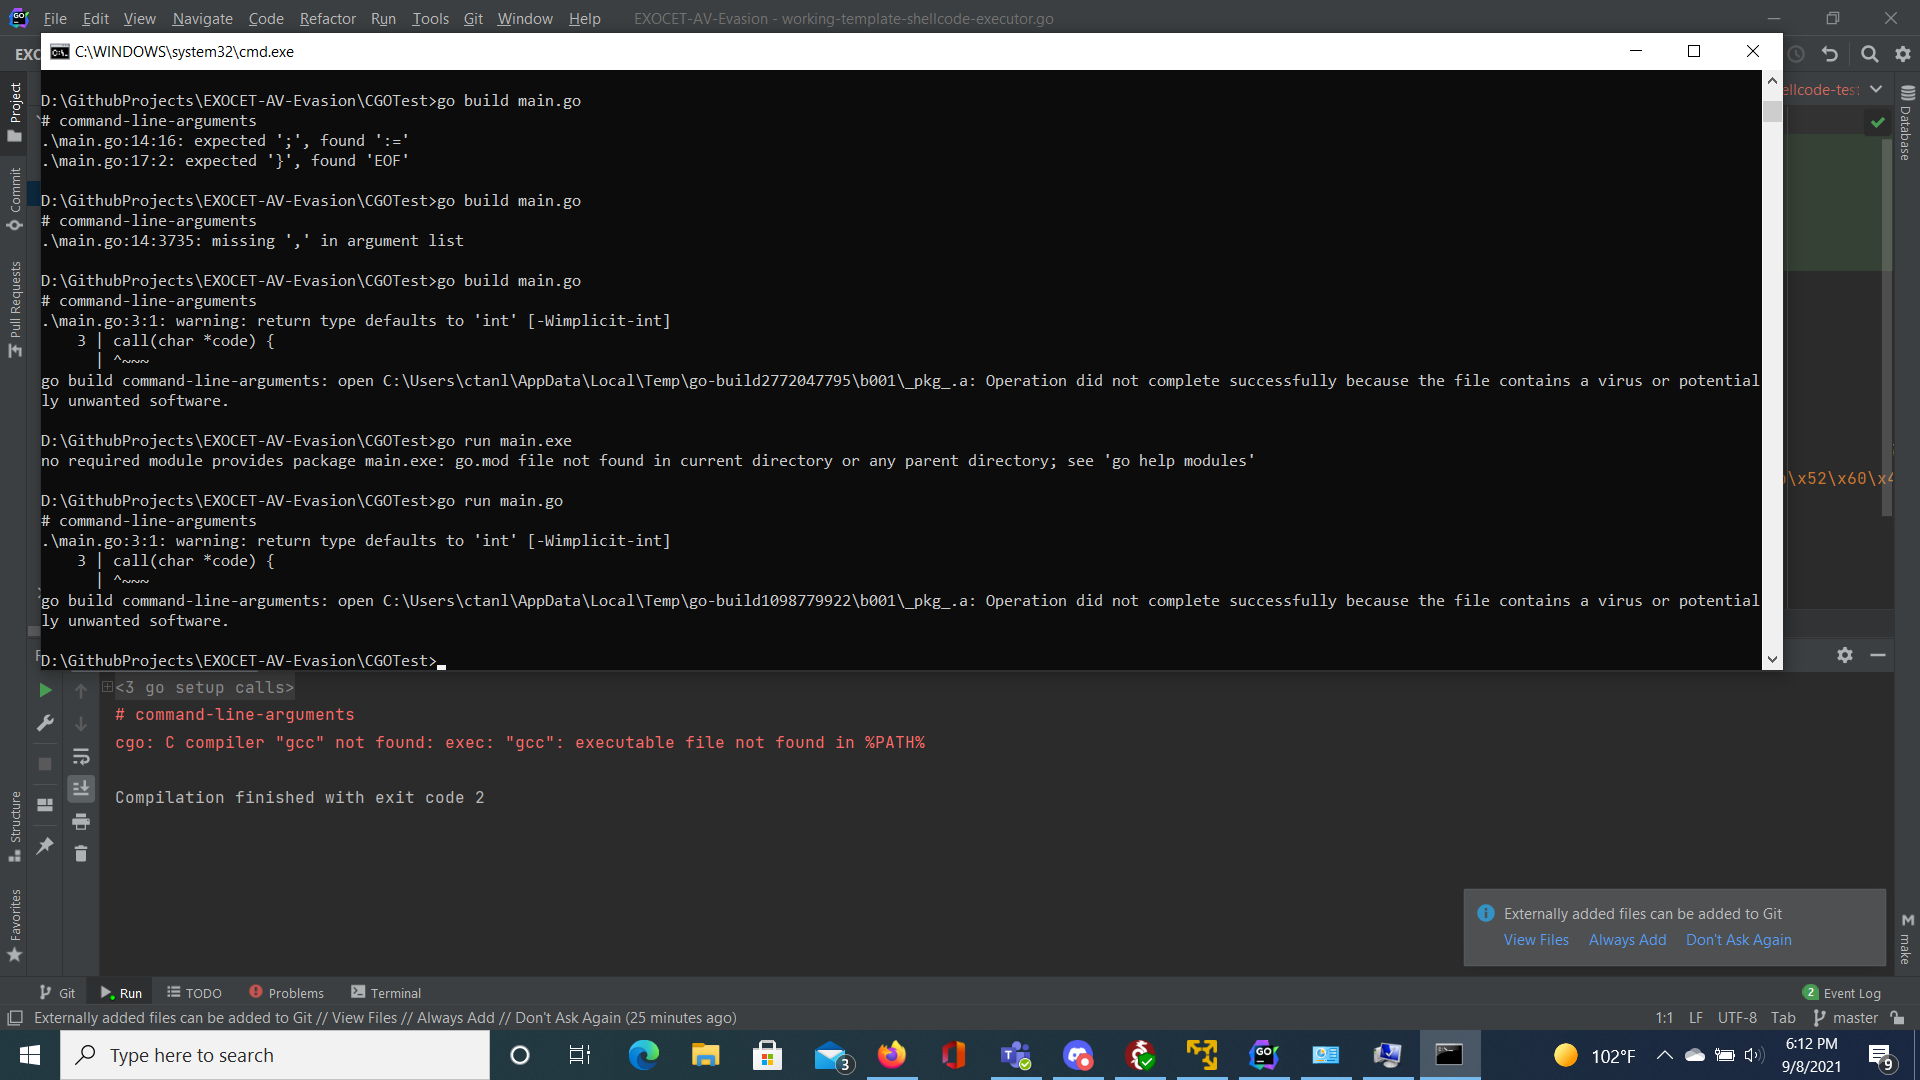 File Edit View Navigate Code Refactor Run Tools Git Window Help EXOCET-AV-Evasion - working-template-shellcode-executor.go
C:\WINDOWS\system32\cmd.exe
D:\GithubProjects\EXOCET-AV-Evasion\CGOTest>go build main.go
# command-line-arguments
.\main.go:14:16: expected ';', found ':='
.\main.go:17:2: expected '}', found 'EOF'
D:\GithubProjects\EXOCET-AV-Evasion\CGOTest>go build main.go
# command-line-arguments
.\main.go:14:3735: missing ',' in argument list
D:\GithubProjects\EXOCET-AV-Evasion\CGOTest>go build main.go
# command-line-arguments
.\main.go:3:1: warning: return type defaults to 'int' [-Wimplicit-int]
3 | call(char *code) {
| ^~~~
go build command-line-arguments: open C:\Users\ctanl\AppData\Local\Temp\go-build2772047795\b001\_pkg_.a: Operation did not complete successfully because the file contains a virus or potential
ly unwanted software.
D:\GithubProjects\EXOCET-AV-Evasion\CGOTest>go run main.exe
no required module provides package main.exe: go.mod file not found in current directory or any parent directory; see 'go help modules'
D:\GithubProjects\EXOCET-AV-Evasion\CGOTest>go run main.go
# command-line-arguments
.\main.go:3:1: warning: return type defaults to 'int' [-Wimplicit-int]
3 | call(char *code) {
| ^~~~
go build command-line-arguments: open C:\Users\ctanl\AppData\Local\Temp\go-build1098779922\b001\_pkg_.a: Operation did not complete successfully because the file contains a virus or potential
ly unwanted software.
D:\GithubProjects\EXOCET-AV-Evasion\CGOTest>
EXO
Project
Commit
Pull Requests
Structure
Favorites
ellcode-tes
Database
\x52\x60\x4
make
<3 go setup calls>
# command-line-arguments
cgo: C compiler "gcc" not found: exec: "gcc": executable file not found in %PATH%
Compilation finished with exit code 2
Externally added files can be added to Git
View Files Always Add Don't Ask Again
Git Run TODO Problems Terminal
2 Event Log
Externally added files can be added to Git // View Files // Always Add // Don't Ask Again (25 minutes ago)
1:1 LF UTF-8 Tab master
Type here to search
3
GO
102°F
6:12 PM
9/8/2021
9